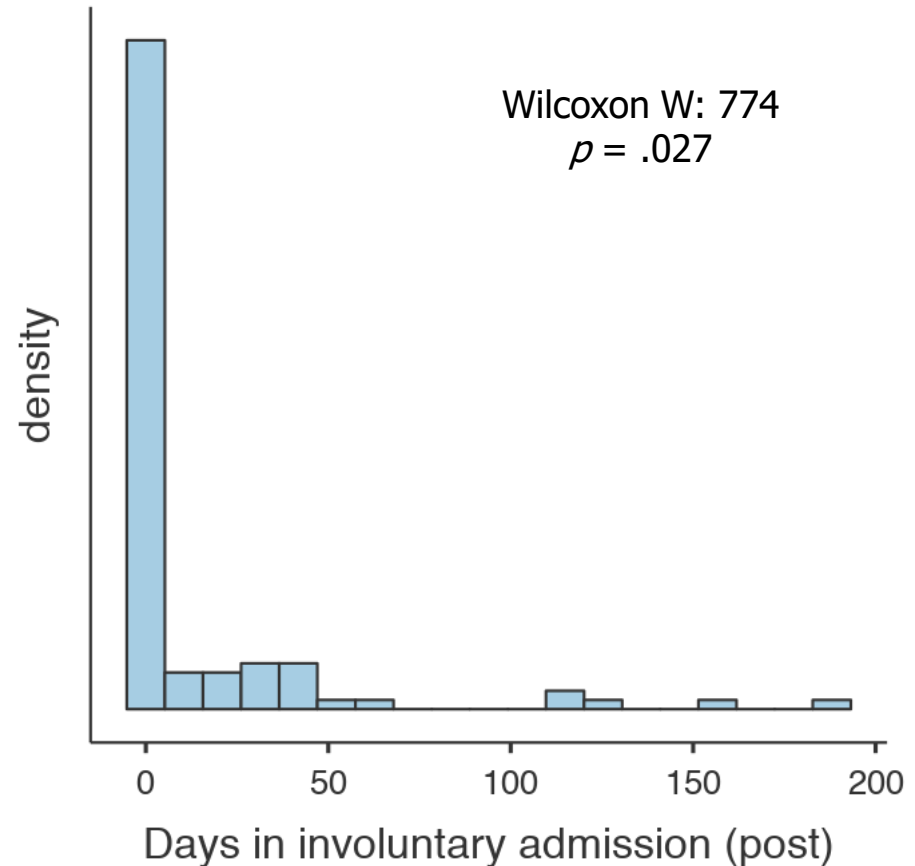 Wilcoxon W: 774
p = .027
density
0 50 100 150 200
Days in involuntary admission (post)